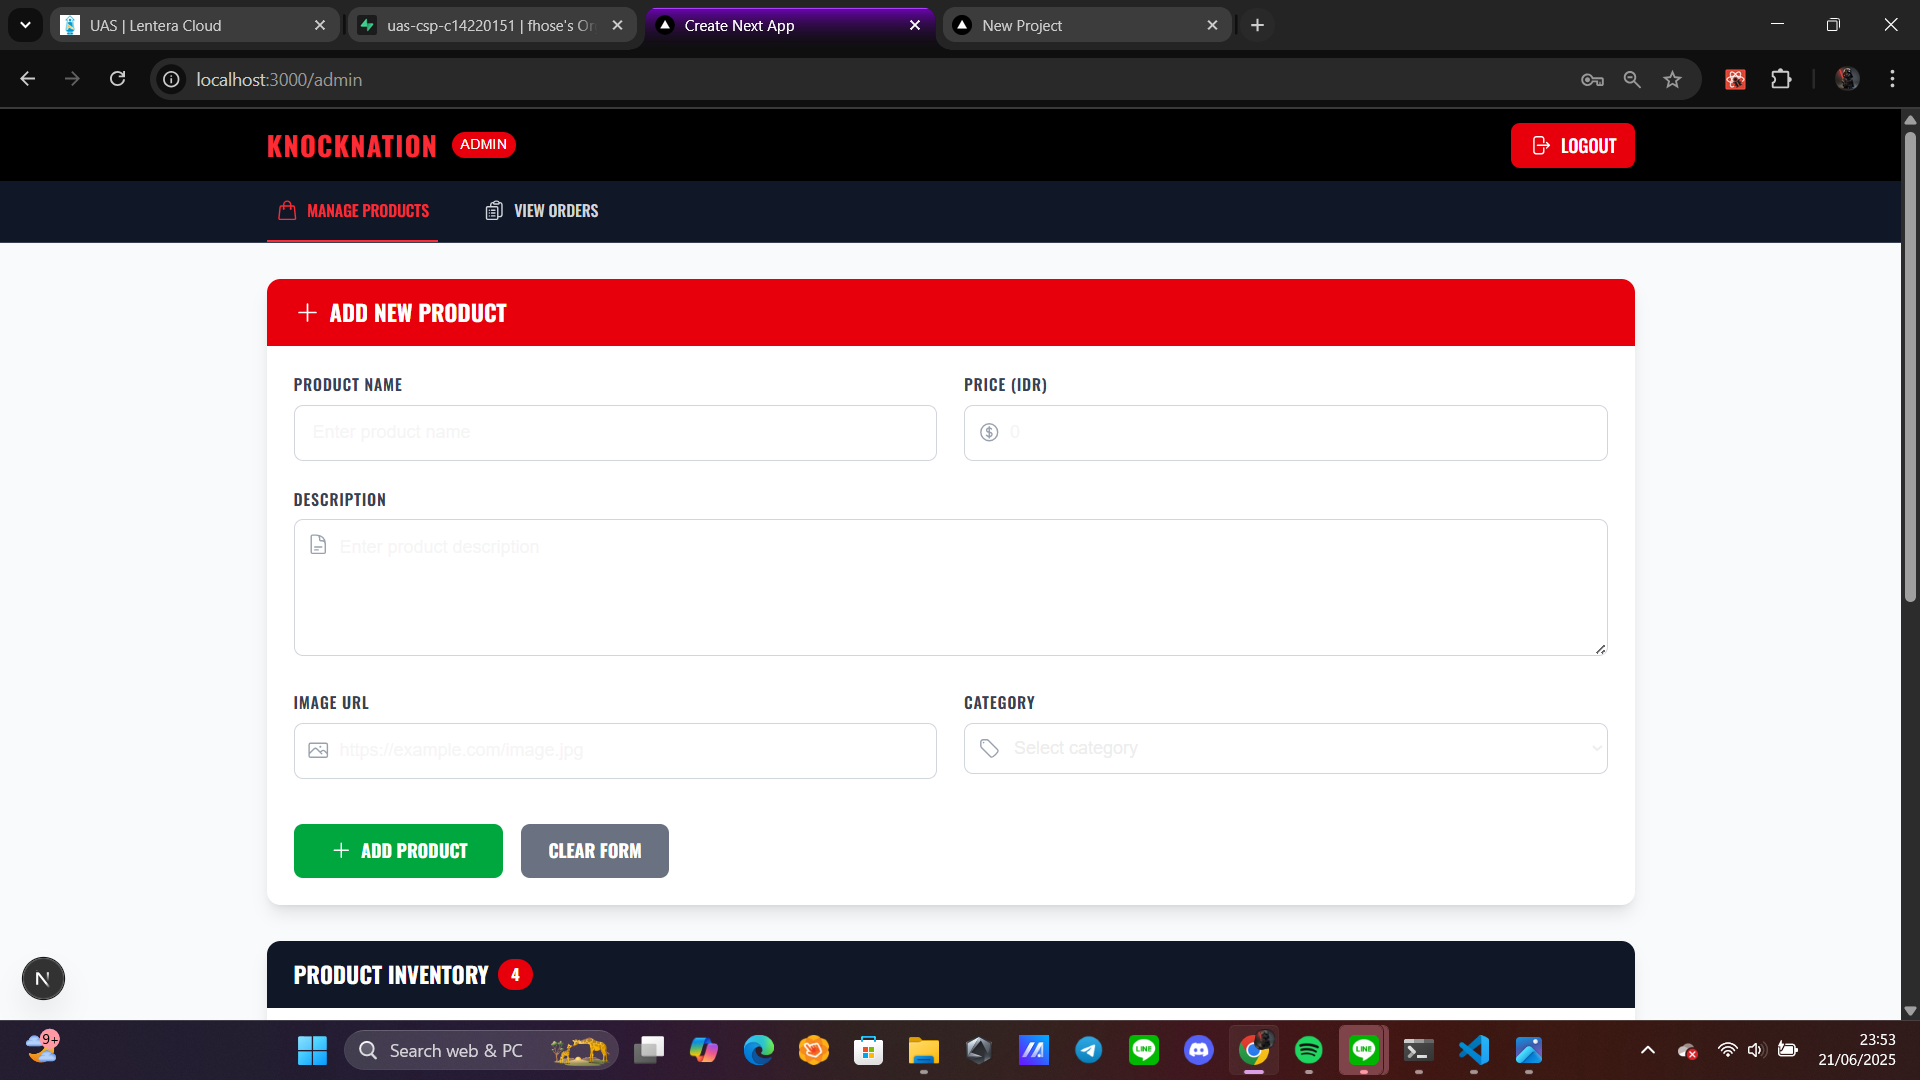 UAS | Lentera Cloud
uas-csp-c14220151 | fhose's Or
Create Next App
New Project
localhost:3000/admin
KNOCKNATION
ADMIN
LOGOUT
MANAGE PRODUCTS
VIEW ORDERS
ADD NEW PRODUCT
PRODUCT NAME
PRICE (IDR)
Enter product name
0
DESCRIPTION
Enter product description
IMAGE URL
CATEGORY
https://example.com/image.jpg
Select category
ADD PRODUCT
CLEAR FORM
PRODUCT INVENTORY 4
N
9+
Search web & PC
LINE
LINE
23:53
21/06/2025